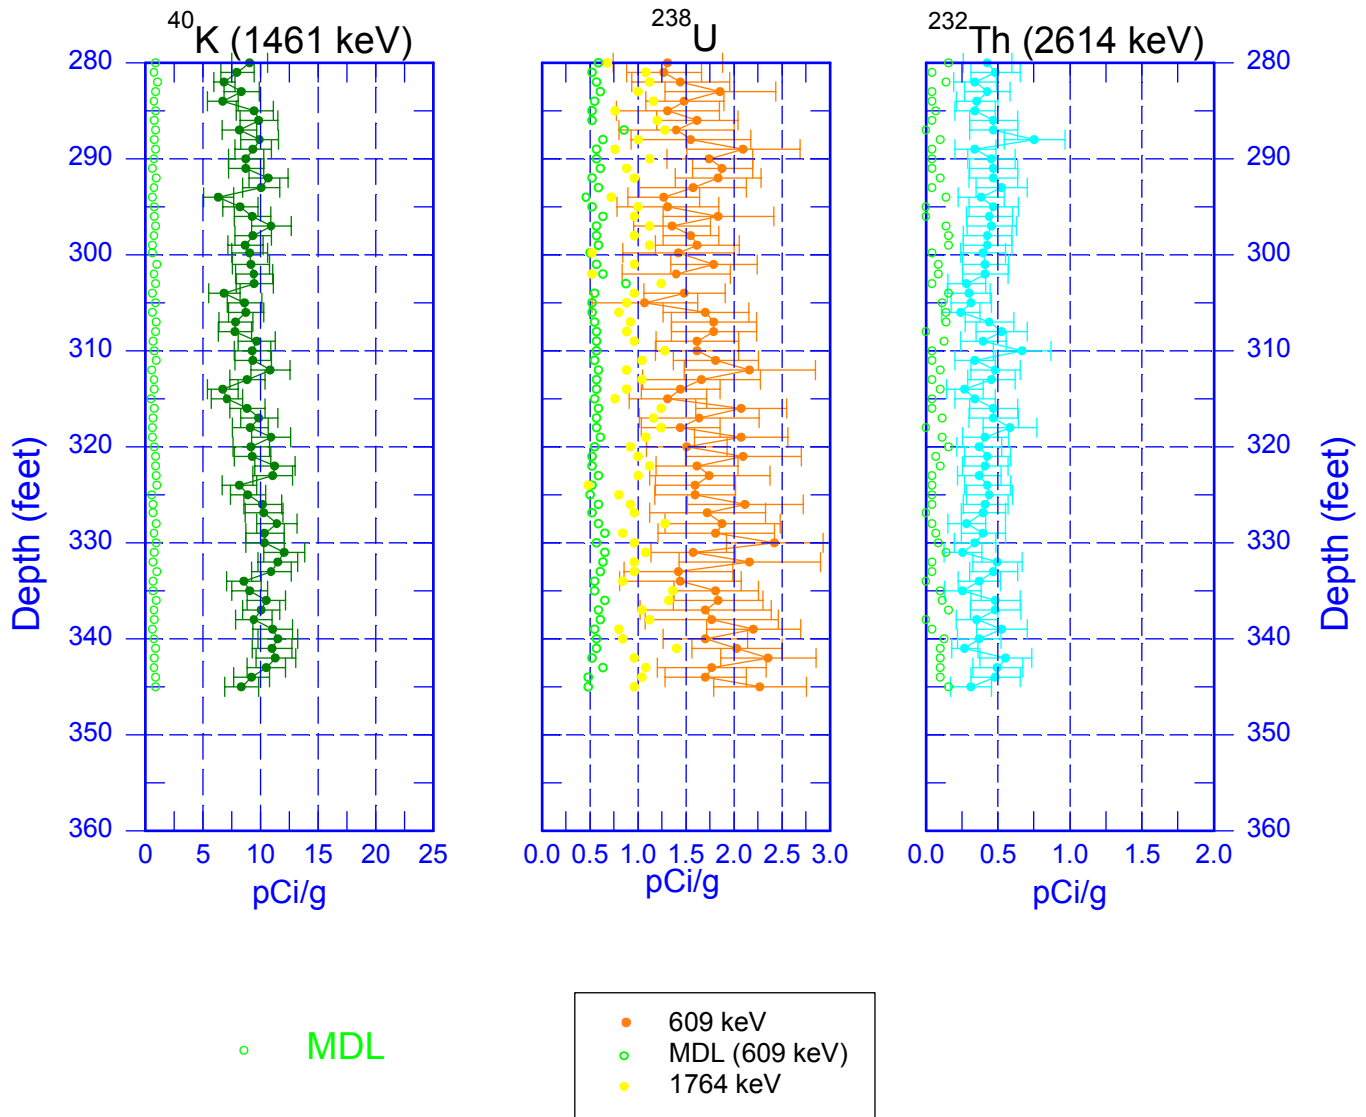 40K (1461 keV)
238U
232Th (2614 keV)
280 280
290 290
300 300
310 310
320 320
330 330
340 340
350 350
360 360
Depth (feet)
Depth (feet)
0 5 10 15 20 25
0.0 0.5 1.0 1.5 2.0 2.5 3.0
0.0 0.5 1.0 1.5 2.0
pCi/g
pCi/g
pCi/g
MDL
609 keV
MDL (609 keV)
1764 keV